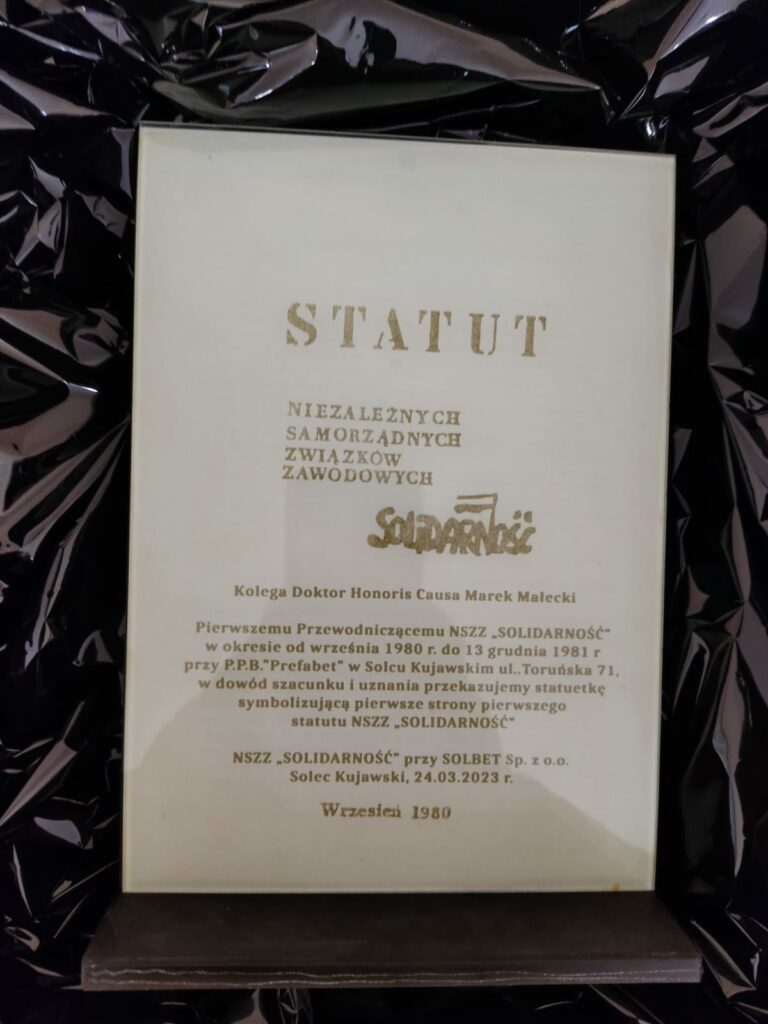 STATUT
NIEZALEŻNYCH
SAMORZĄDNYCH
ZWIĄZKÓW
ZAWODOWYCH
SOLIDARNOŚĆ
Kolega Doktor Honoris Causa Marek Małecki
Pierwszemu Przewodniczącemu NSZZ „SOLIDARNOŚĆ"
w okresie od września 1980 r. do 13 grudnia 1981 r
przy P.P.B."Prefabet" w Solcu Kujawskim ul..Toruńska 71,
w dowód szacunku i uznania przekazujemy statuetkę
symbolizującą pierwsze strony pierwszego
statutu NSZZ „SOLIDARNOŚĆ"
NSZZ „SOLIDARNOŚĆ" przy SOLBET Sp. z o.o.
Solec Kujawski, 24.03.2023 r.
Wrzesień 1980